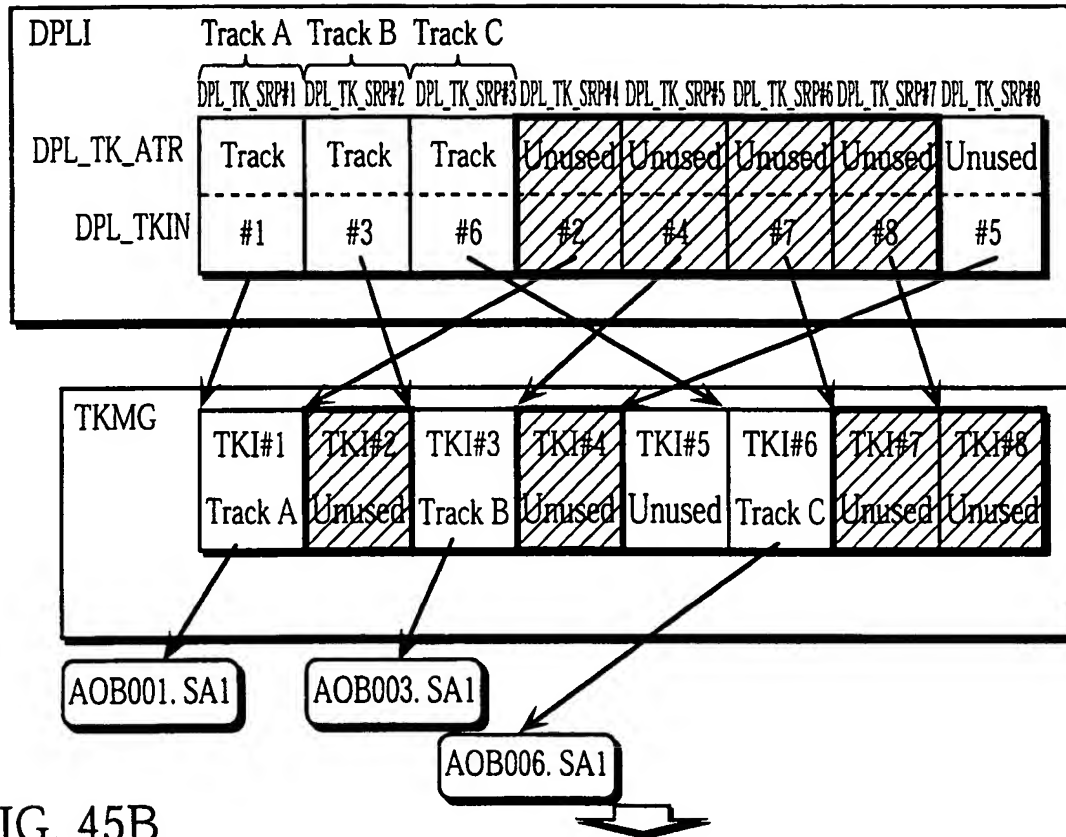 DPLI Track A Track B Track C
DPL_TK_SRP#1 DPL_TK_SRP#2 DPL_TK_SRP#3 DPL_TK_SRP#4 DPL_TK_SRP#5 DPL_TK_SRP#6 DPL_TK_SRP#7 DPL_TK_SRP#8
DPL_TK_ATR Track Track Track Unused Unused Unused Unused Unused
DPL_TKIN #1 #3 #6 #2 #4 #7 #8 #5
TKMG
TKI#1 TKI#2 TKI#3 TKI#4 TKI#5 TKI#6 TKI#7 TKI#8
Track A Unused Track B Unused Unused Track C Unused Unused
AOB001. SA1 AOB003. SA1
AOB006. SA1
IG. 45B